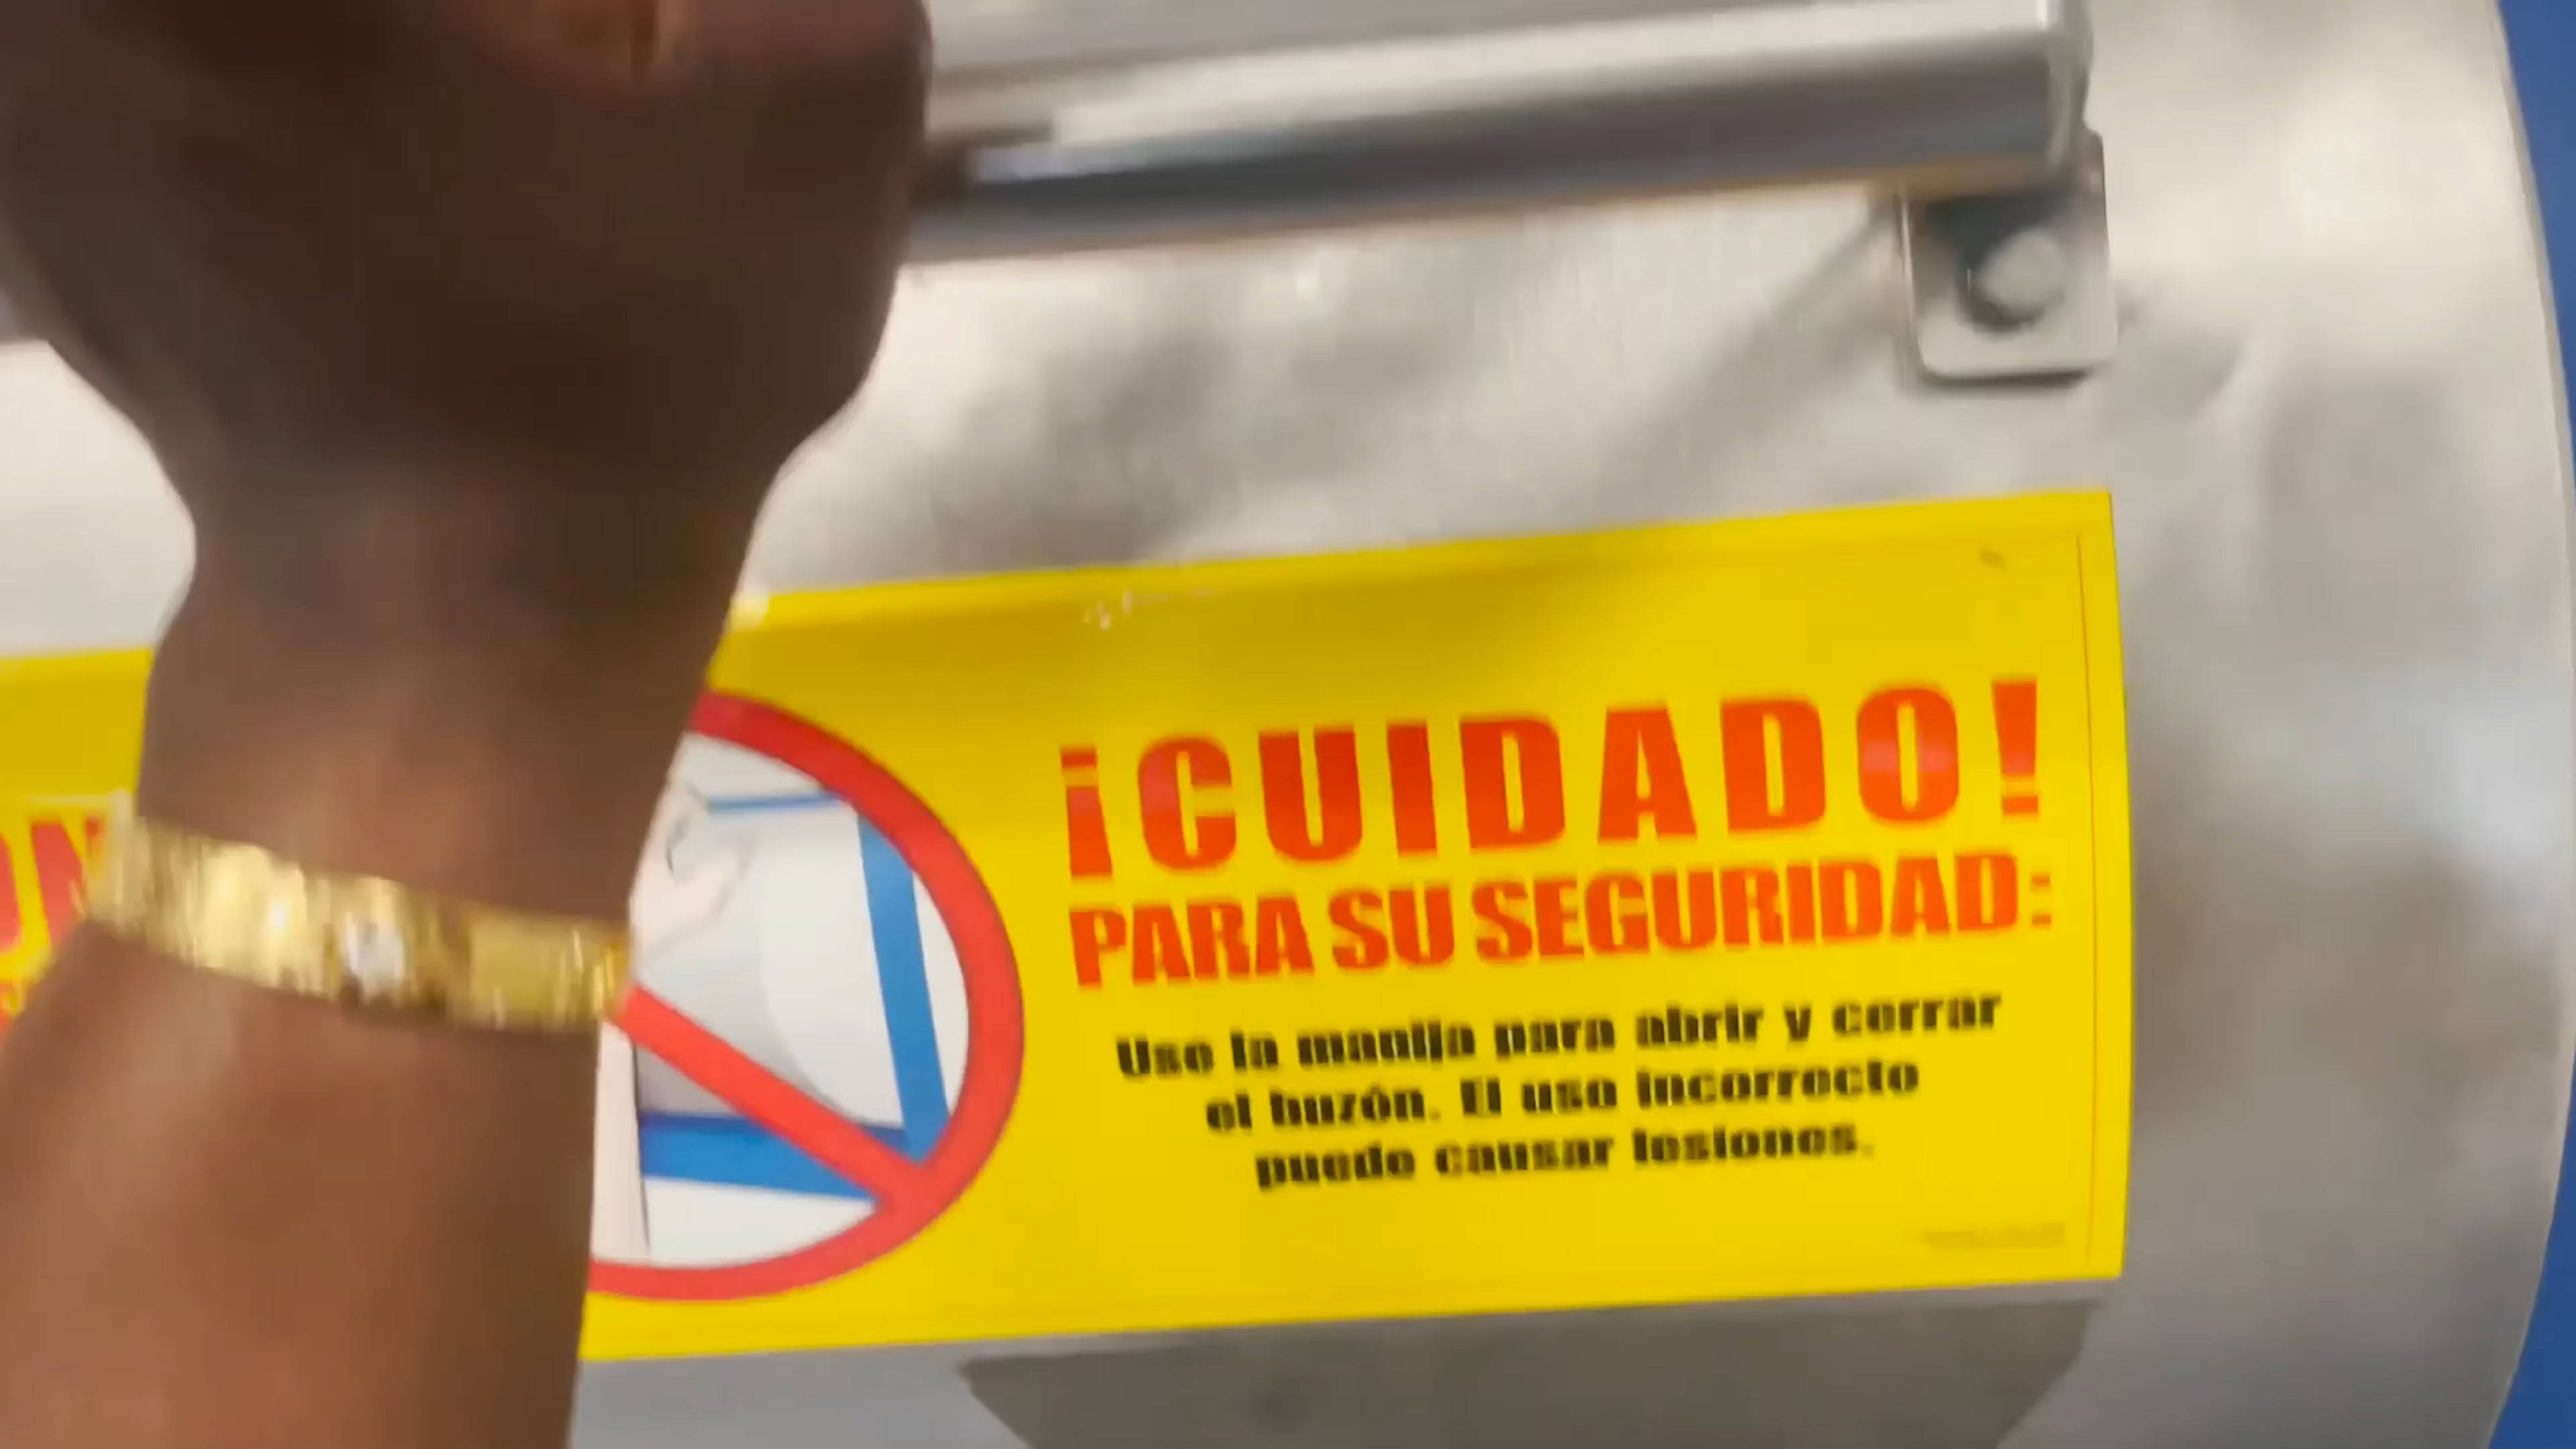 ¡CUIDADO!
PARA SU SEGURIDAD:
Use la manija para abrir y cerrar
el buzón. El uso incorrecto
puede causar lesiones.